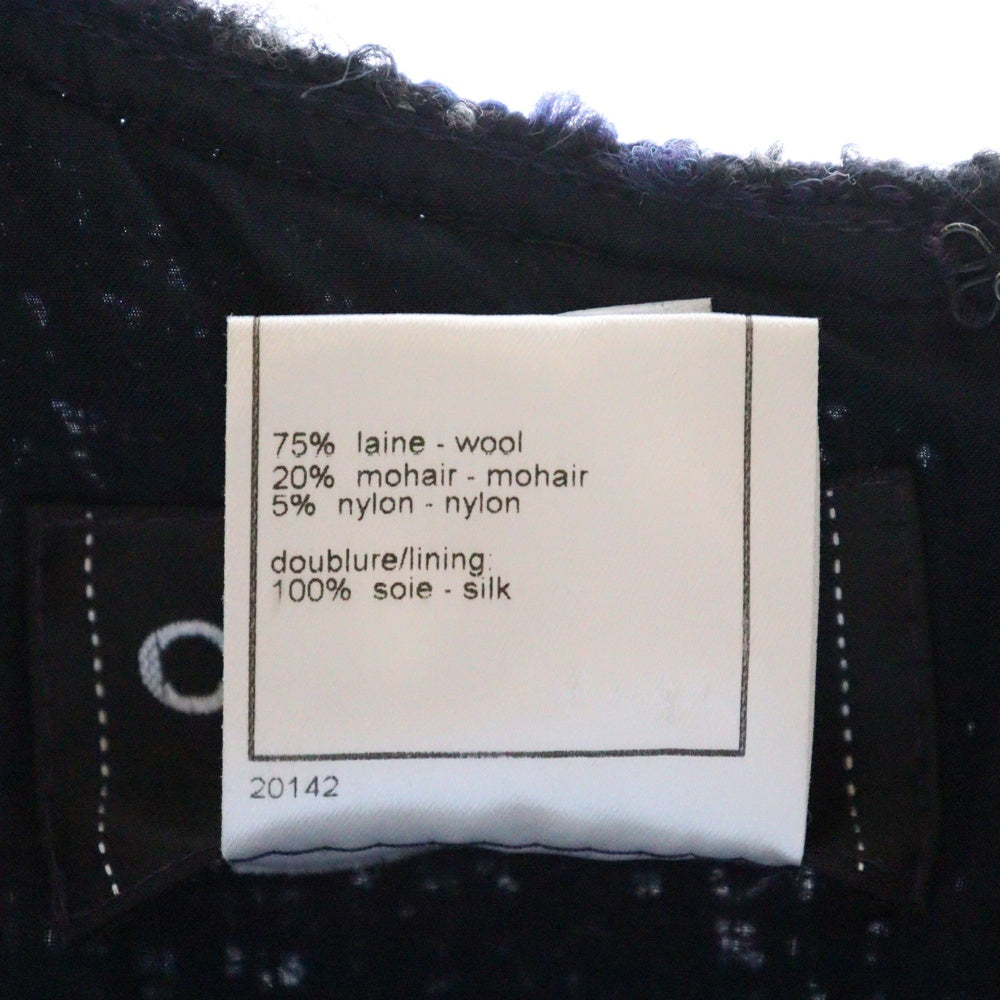 75% laine - wool
20% mohair - mohair
5% nylon - nylon
doublure/lining:
100% soie - silk
20142